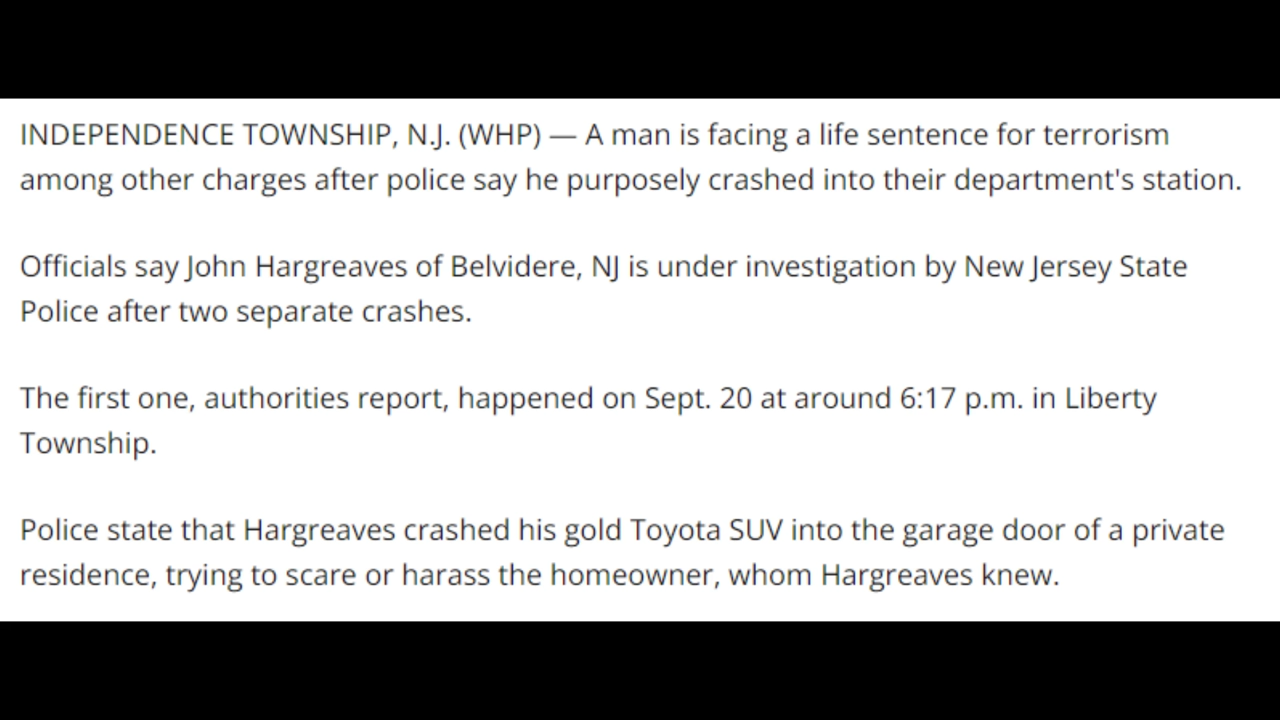 INDEPENDENCE TOWNSHIP, N.J. (WHP) — A man is facing a life sentence for terrorism
among other charges after police say he purposely crashed into their department's station.
Officials say John Hargreaves of Belvidere, NJ is under investigation by New Jersey State
Police after two separate crashes.
The first one, authorities report, happened on Sept. 20 at around 6:17 p.m. in Liberty
Township.
Police state that Hargreaves crashed his gold Toyota SUV into the garage door of a private
residence, trying to scare or harass the homeowner, whom Hargreaves knew.